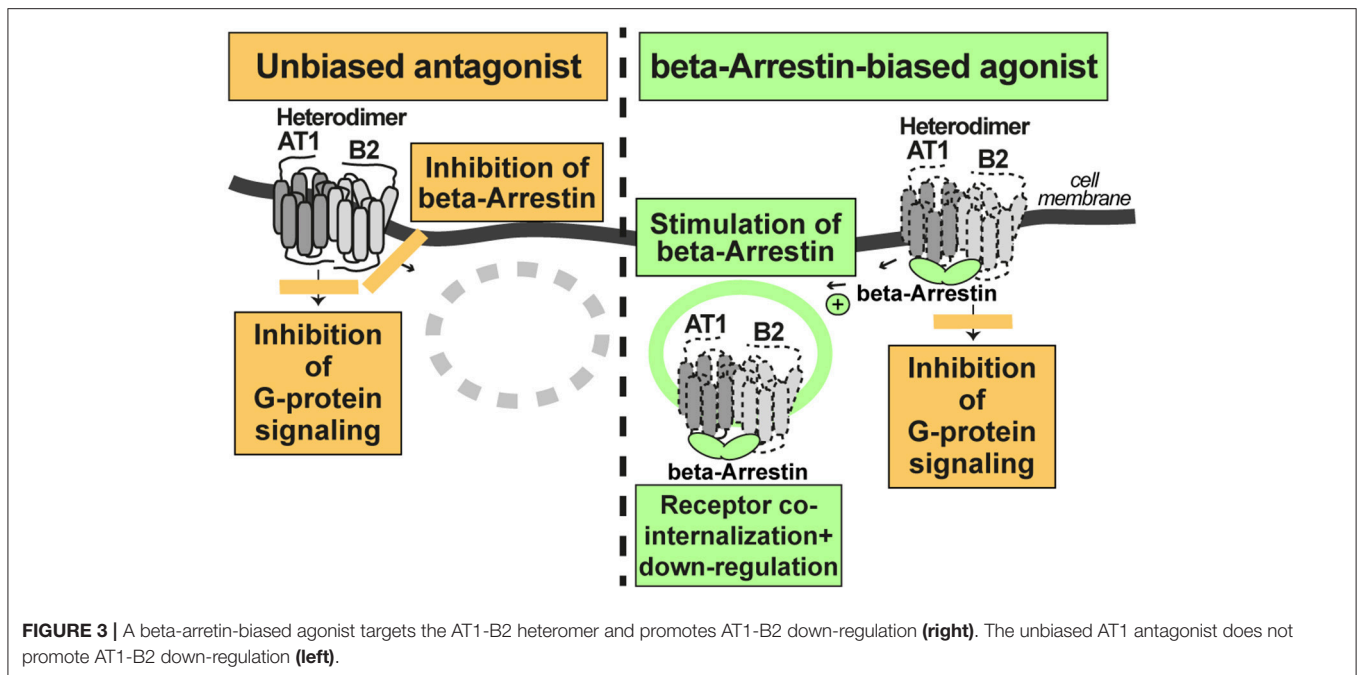 Unbiased antagonist
Heterodimer
AT1
B2
Inhibition of
beta-Arrestin
Inhibition
of
G-protein
signaling
beta-Arrestin-biased agonist
Heterodimer
AT1
B2
cell
membrane
Stimulation of
beta-Arrestin
beta-Arrestin
+
AT1
B2
beta-Arrestin
Receptor co-
internalization+
down-regulation
Inhibition
of
G-protein
signaling
FIGURE 3 | A beta-arretin-biased agonist targets the AT1-B2 heteromer and promotes AT1-B2 down-regulation (right). The unbiased AT1 antagonist does not
promote AT1-B2 down-regulation (left).